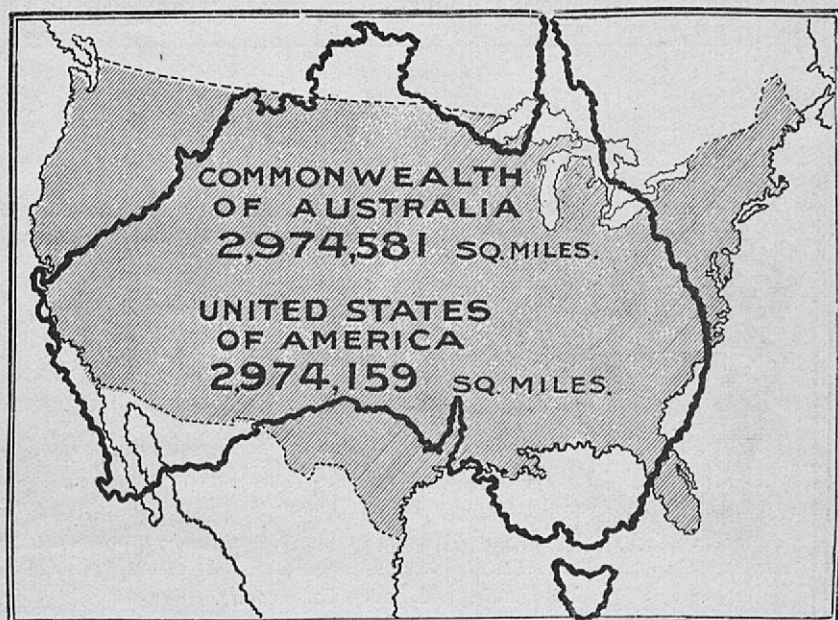 COMMONWEALTH
OF AUSTRALIA
2,974,581 SQ. MILES.
UNITED STATES
OF AMERICA
2,974,159 SQ. MILES.